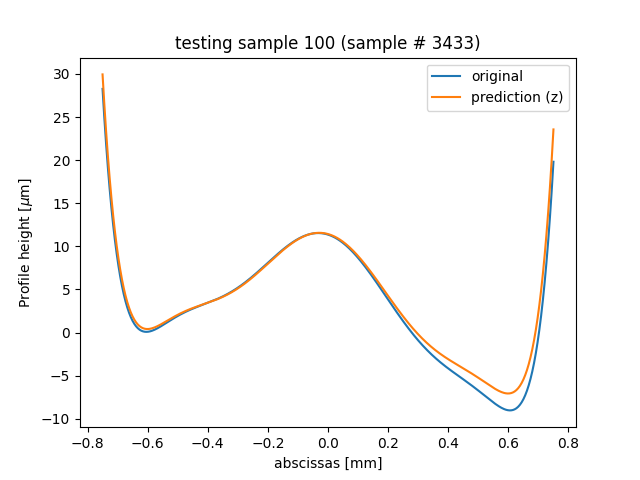 testing sample 100 (sample # 3433)
original
prediction (z)
30
25
20
15
10
5
0
−5
−10
Profile height [μm]
−0.8 −0.6 −0.4 −0.2 0.0 0.2 0.4 0.6 0.8
abscissas [mm]